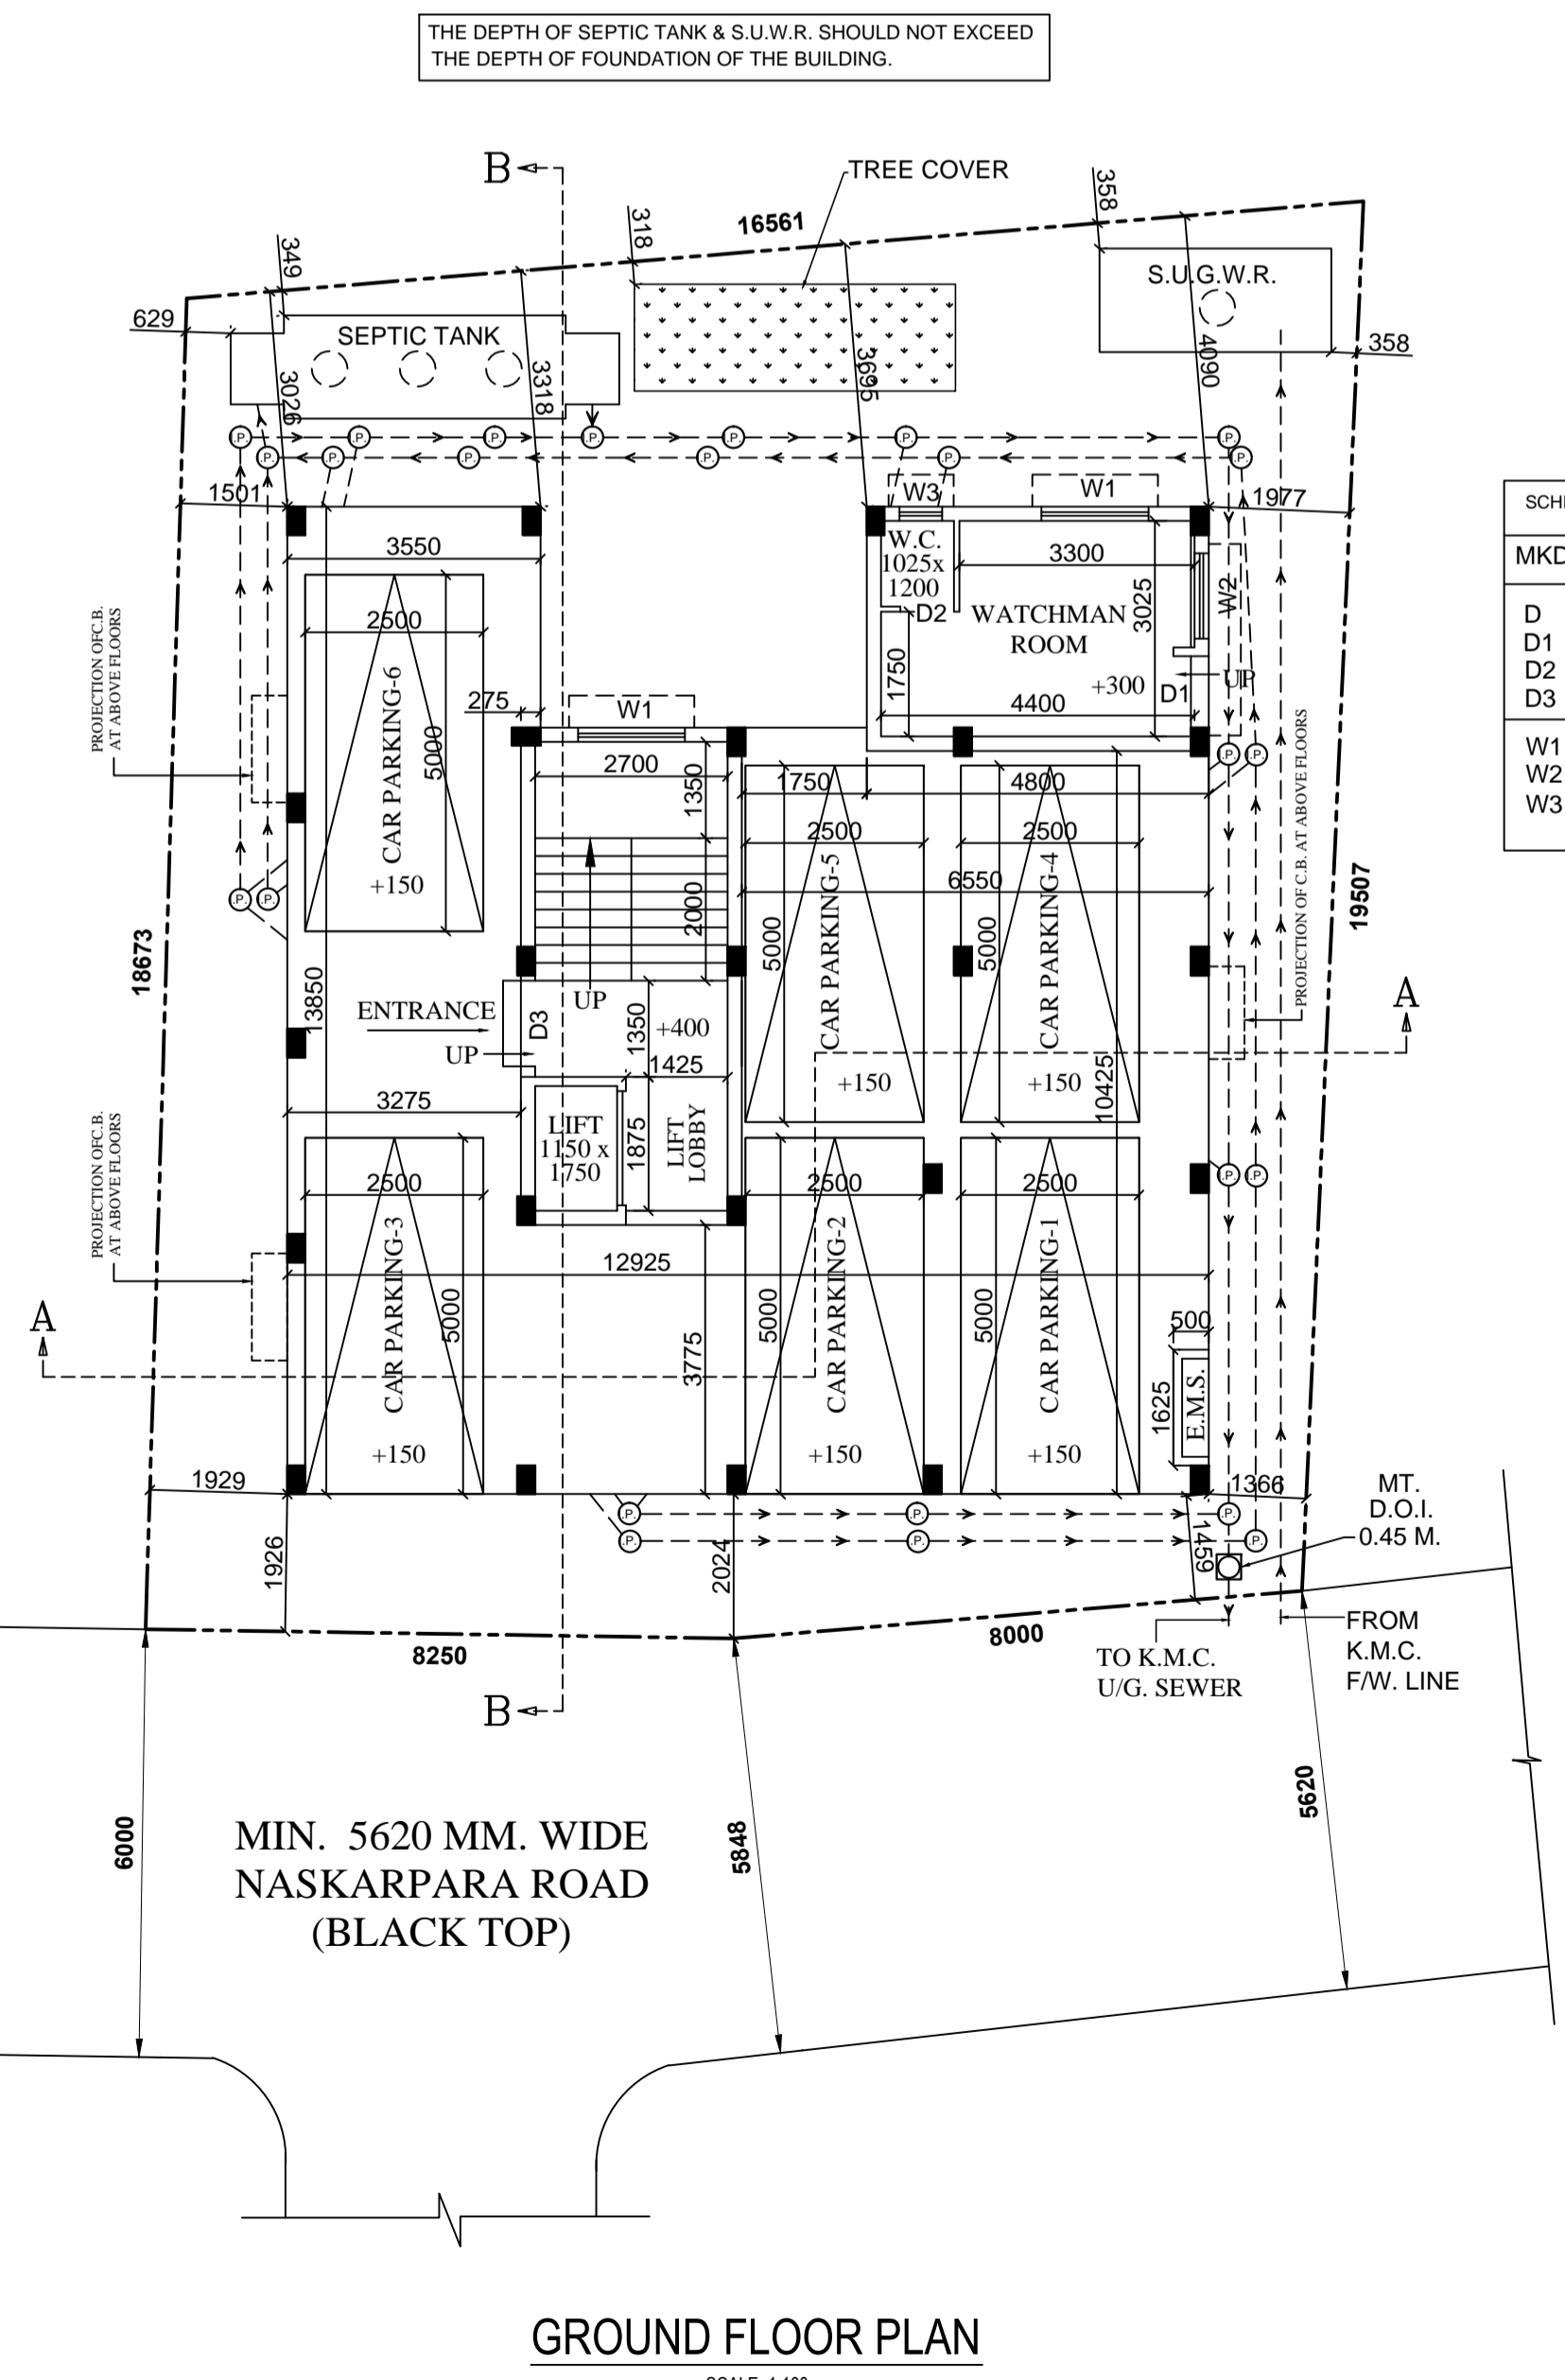 THE DEPTH OF SEPTIC TANK & S.U.W.R. SHOULD NOT EXCEED
THE DEPTH OF FOUNDATION OF THE BUILDING.
B
TREE COVER
358
318
16561
349
S.U.G.W.R.
629
SEPTIC TANK
358
3026
3318
3695
4090
I.P.
I.P.
I.P.
I.P.
I.P.
I.P.
I.P.
I.P.
I.P.
I.P.
I.P.
I.P.
I.P.
1501
W3
W1
1977
SCHE
3550
W.C.
1025x
1200
3300
MKD
2500
D2
WATCHMAN
ROOM
3025
W2
D
D1
D2
D3
PROJECTION OFC.B.
AT ABOVE FLOORS
CAR PARKING-6
5000
275
W1
1750
+300
D1
UP
4400
W1
W2
W3
2700
1350
1750
4800
2500
2500
+150
2000
6550
5000
CAR PARKING-5
5000
CAR PARKING-4
PROJECTION OF C.B. AT ABOVE FLOORS
19507
18673
13850
ENTRANCE
UP
D3
UP
1350
+400
1425
A
+150
+150
10425
3275
LIFT
1150 x
1750
1875
LIFT
LOBBY
PROJECTION OFC.B.
AT ABOVE FLOORS
2500
2500
2500
12925
A
CAR PARKING-3
5000
3775
5000
CAR PARKING-2
5000
CAR PARKING-1
500
1625
E.M.S.
+150
+150
+150
1929
1366
MT.
D.O.I.
0.45 M.
1926
2024
1459
8250
8000
TO K.M.C.
U/G. SEWER
FROM
K.M.C.
F/W. LINE
B
6000
5848
5620
MIN. 5620 MM. WIDE
NASKARPARA ROAD
(BLACK TOP)
GROUND FLOOR PLAN